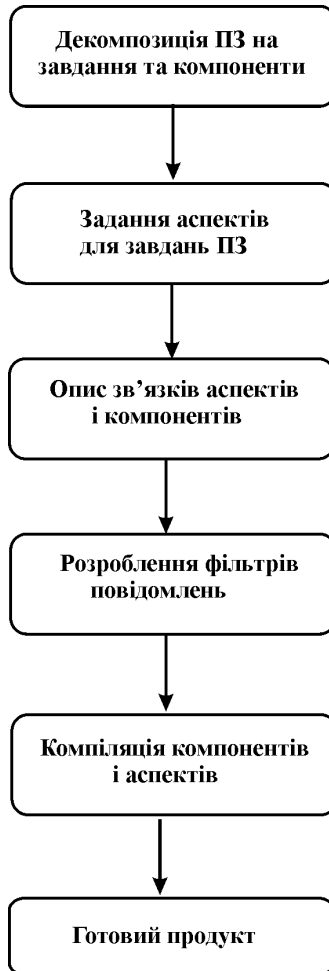 Декомпозиція ПЗ на
завдання та компоненти
Задання аспектів
для завдань ПЗ
Опис зв’язків аспектів
і компонентів
Розроблення фільтрів
повідомлень
Компіляція компонентів
і аспектів
Готовий продукт